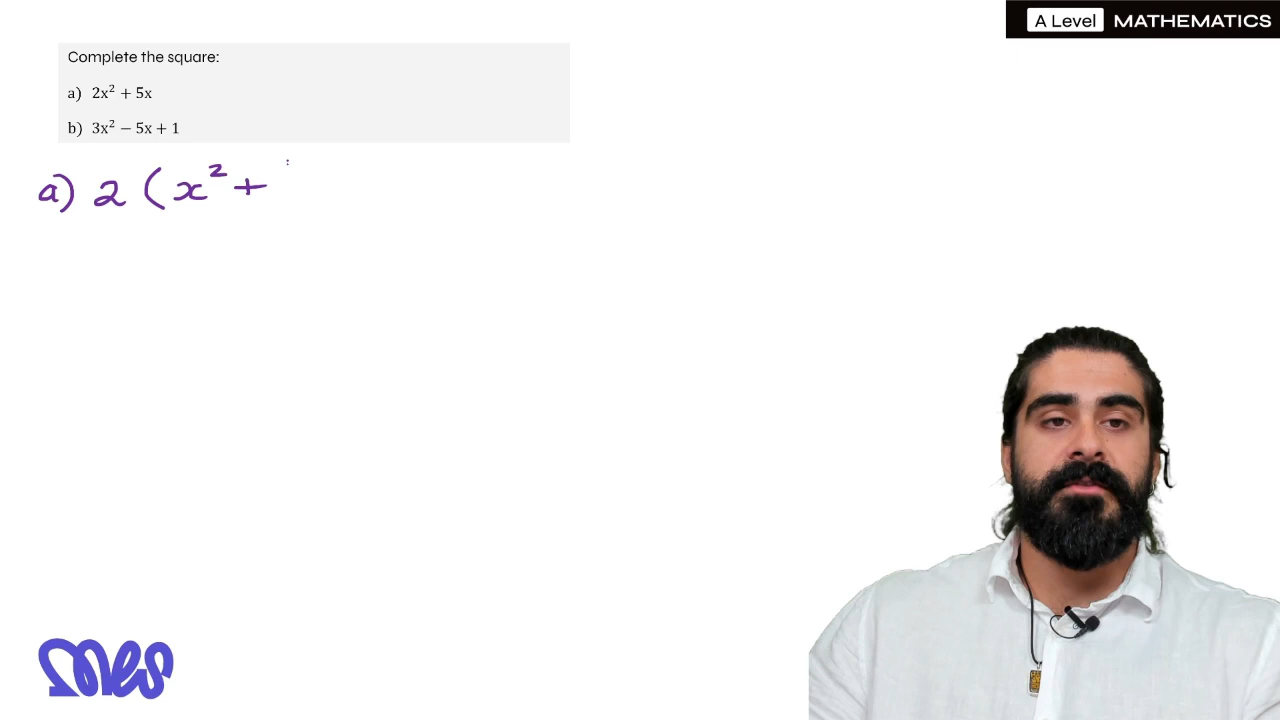 A Level MATHEMATICS
Complete the square:
a) 2x² + 5x
b) 3x² − 5x + 1
a) 2 (x² +